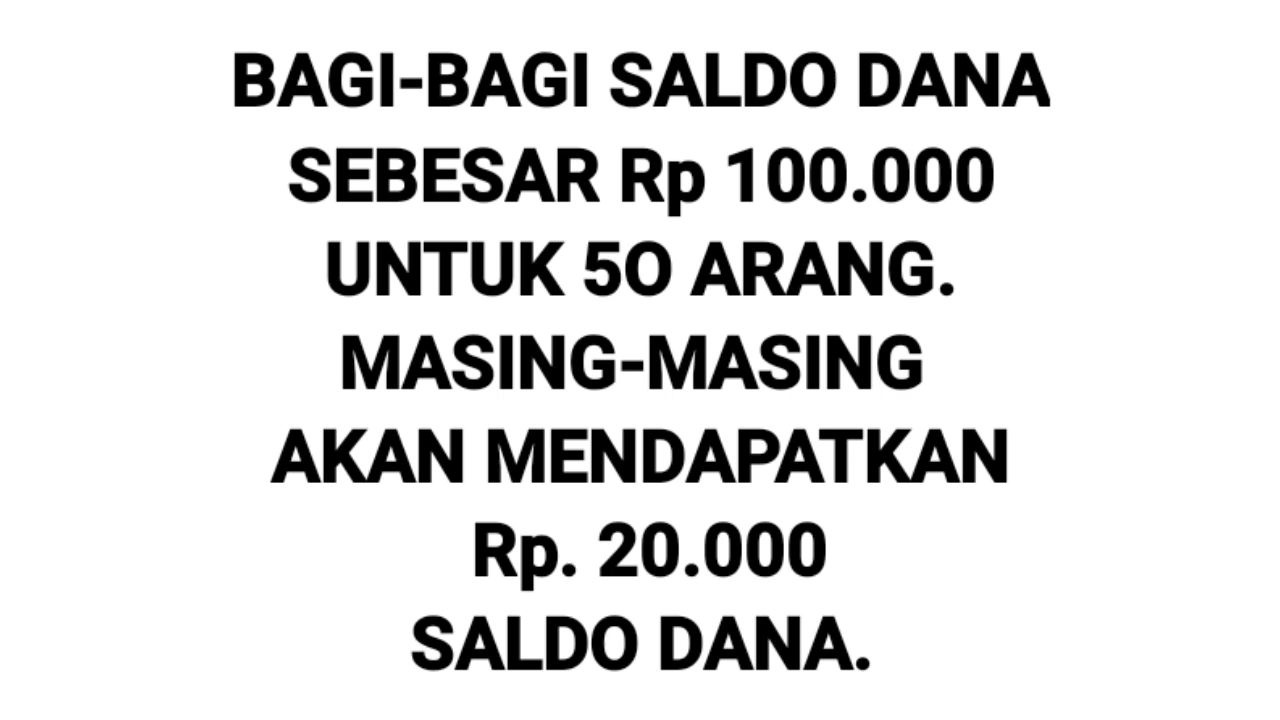 BAGI-BAGI SALDO DANA
SEBESAR Rp 100.000
UNTUK 5O ARANG.
MASING-MASING
AKAN MENDAPATKAN
Rp. 20.000
SALDO DANA.